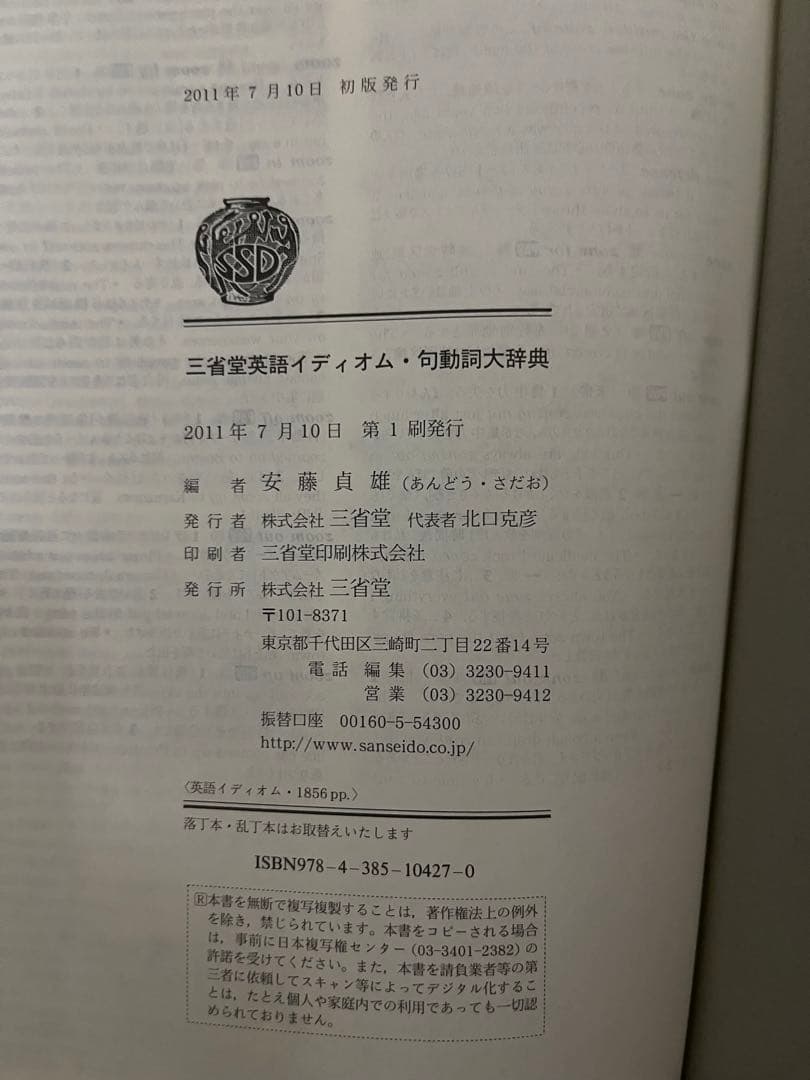 2011年7月10日 初版発行
SSD
三省堂英語イディオム・句動詞大辞典
2011年7月10日 第1刷発行
編者 安藤貞雄（あんどう・さだお）
発行者 株式会社 三省堂 代表者 北口克彦
印刷者 三省堂印刷株式会社
発行所 株式会社 三省堂
〒101-8371
東京都千代田区三崎町二丁目22番14号
電話 編集 (03) 3230-9411
営業 (03) 3230-9412
振替口座 00160-5-54300
http://www.sanseido.co.jp/
〈英語イディオム・1856 pp.〉
落丁本・乱丁本はお取替えいたします
ISBN978-4-385-10427-0
Ⓡ本書を無断で複写複製することは，著作権法上の例外
を除き，禁じられています。本書をコピーされる場合
は，事前に日本複写権センター (03-3401-2382) の
許諾を受けてください。また，本書を請負業者等の第
三者に依頼してスキャン等によってデジタル化するこ
とは，たとえ個人や家庭内での利用であっても一切認
められておりません。